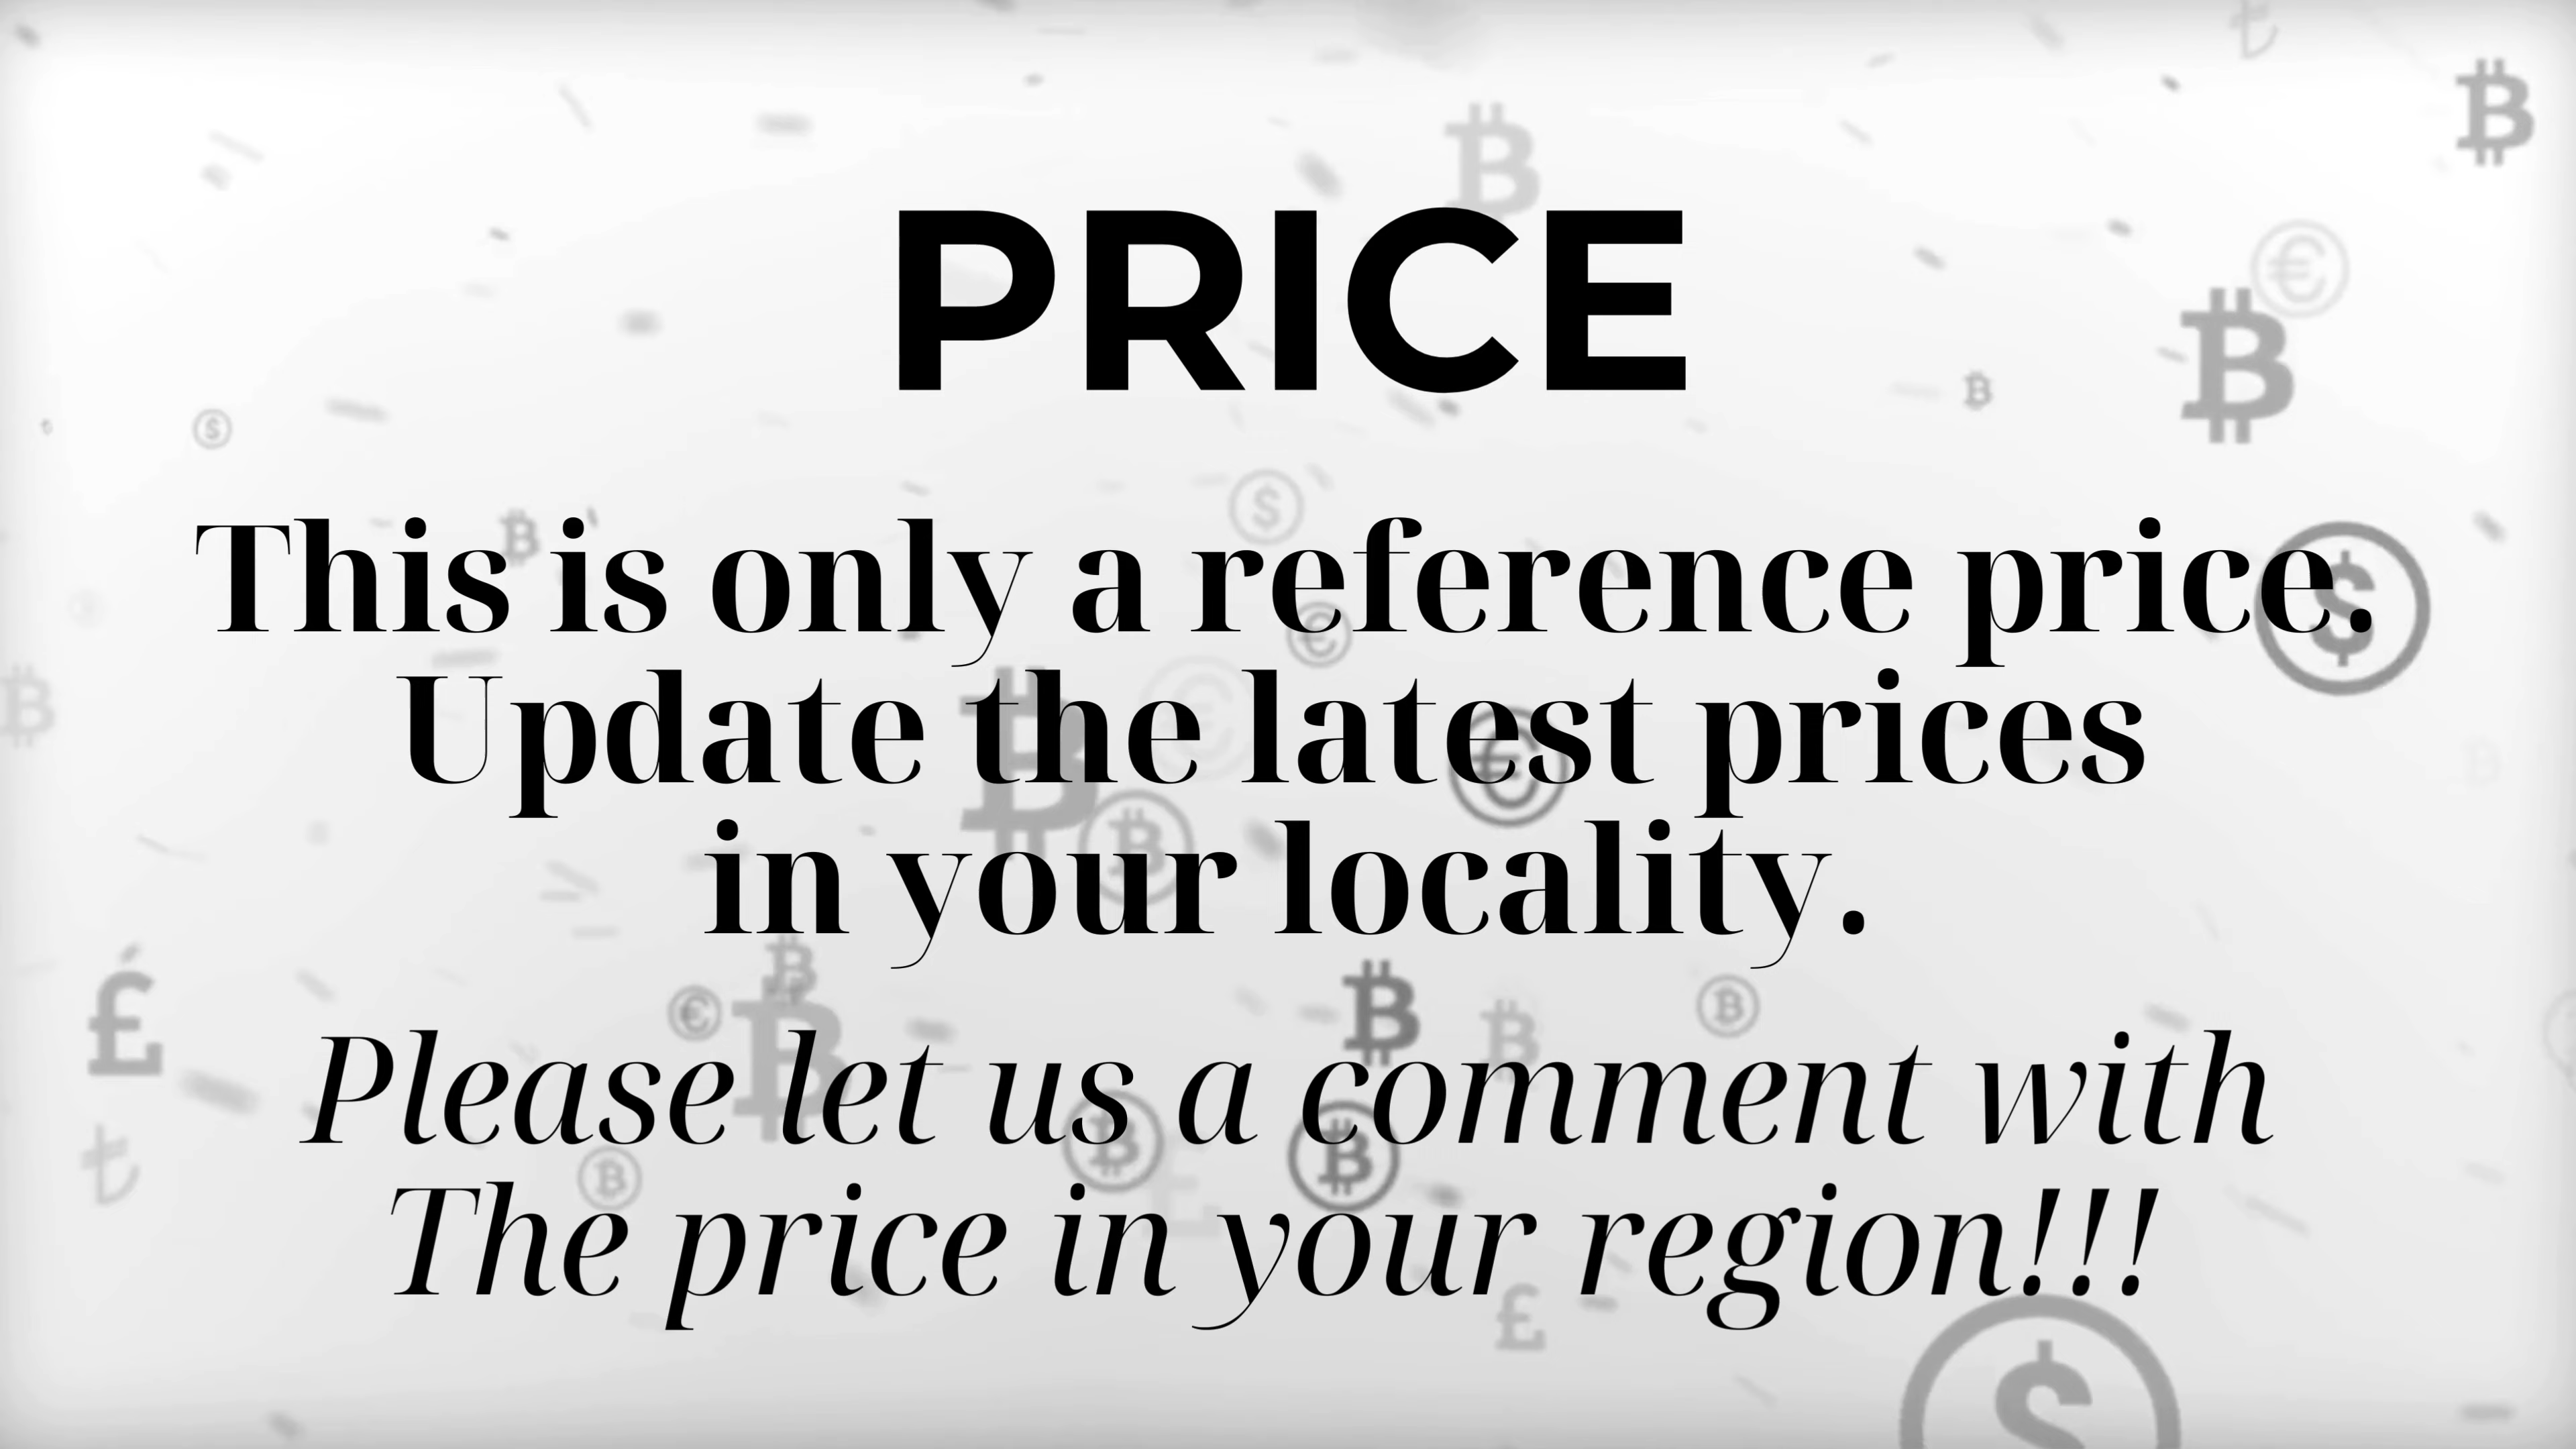 PRICE
This is only a reference price.
Update the latest prices
in your locality.
Please let us a comment with
The price in your region!!!